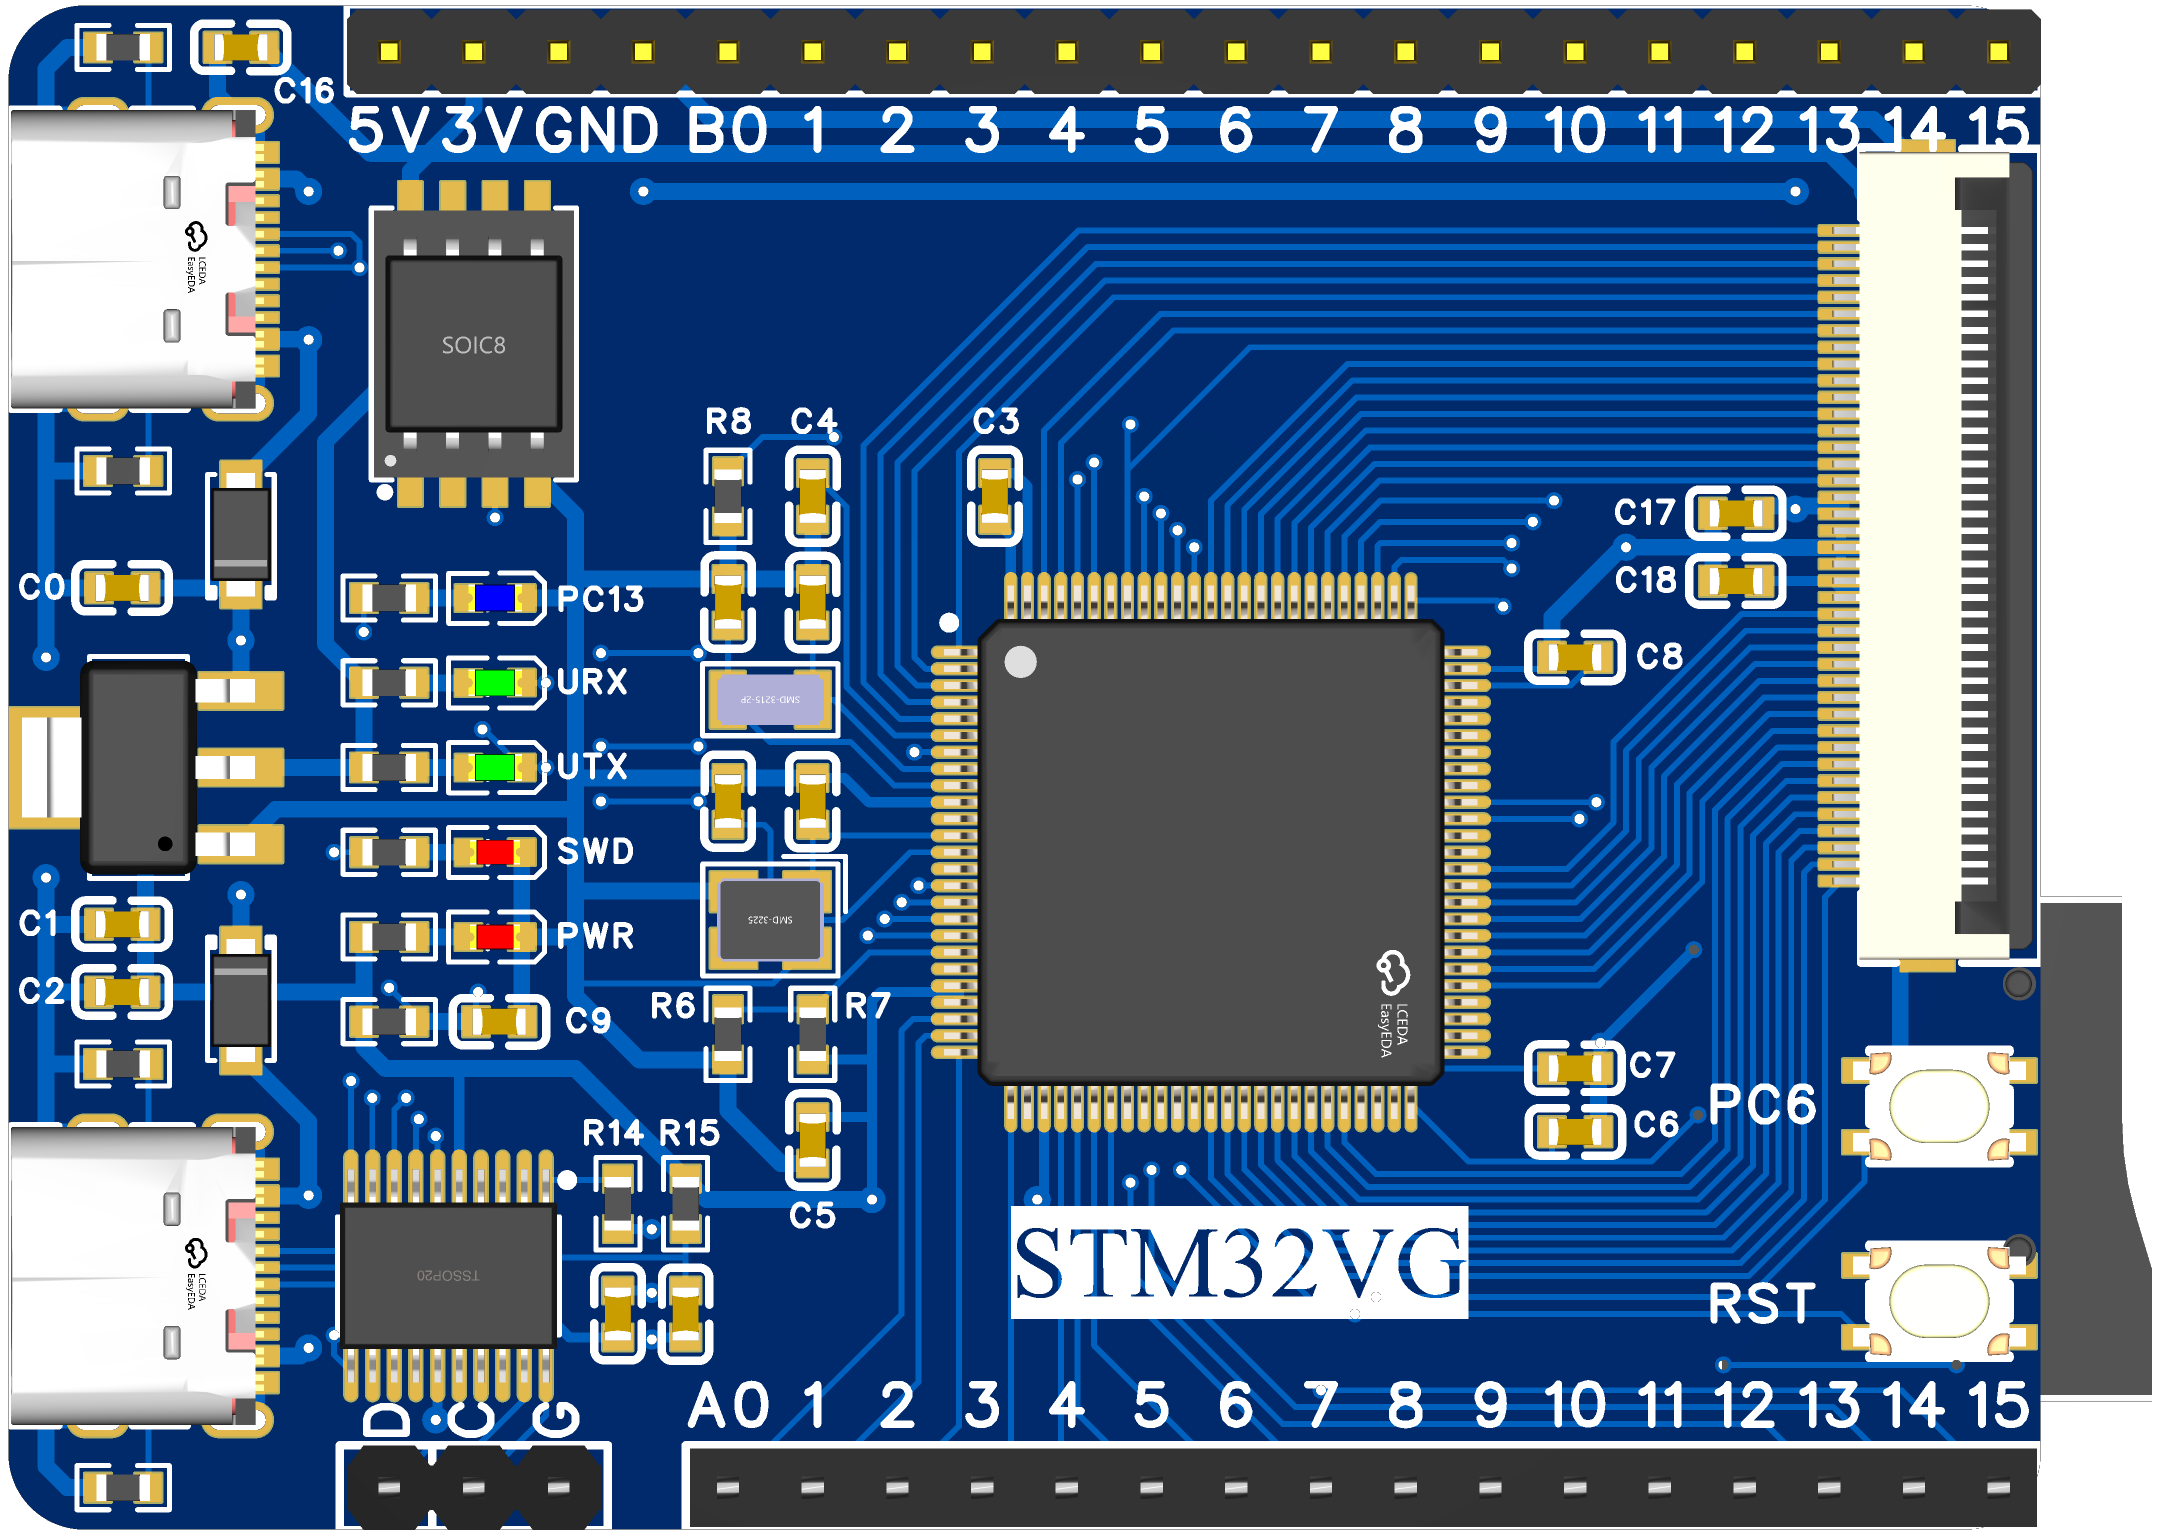 C16
5V 3V GND B0 1 2 3 4 5 6 7 8 9 10 11 12 13 14 15
LCEDA
EasyEDA
SOIC8
R8 C4 C3
C17
C18
C0
PC13
C8
URX
SMD-3215-2P
UTX
SWD
C1
PWR
SMD-3225
C2
C9
R6 R7
LCEDA
EasyEDA
C7
PC6
C6
R14 R15
C5
LCEDA
EasyEDA
TSSOP20
STM32VG
RST
D C G
A0 1 2 3 4 5 6 7 8 9 10 11 12 13 14 15